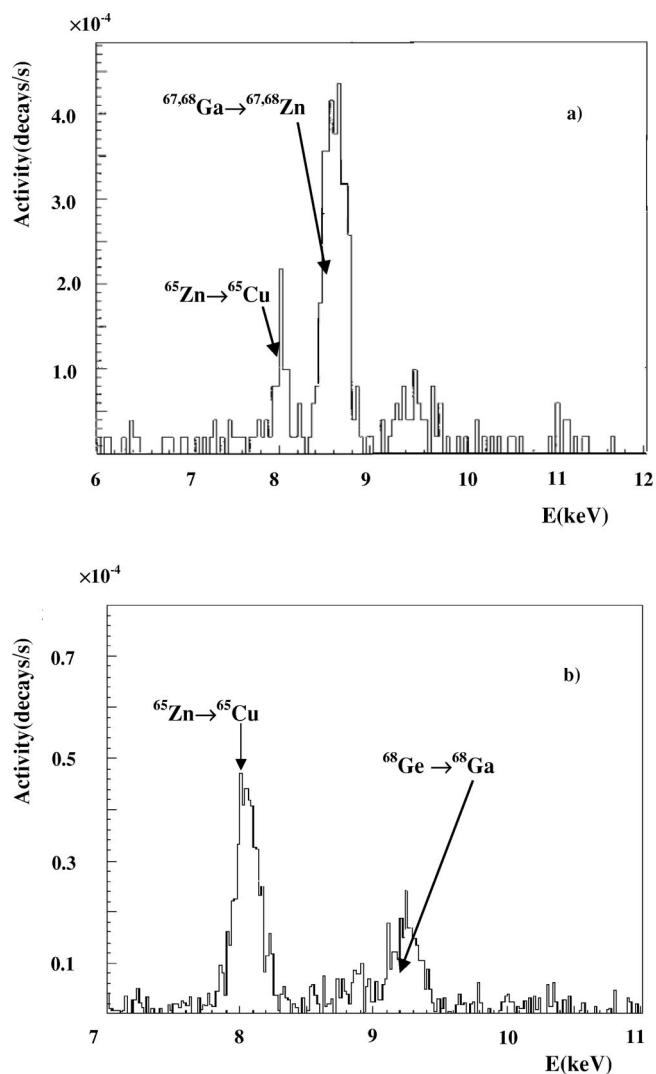 ×10⁻⁴
Activity(decays/s)
4.0
3.0
2.0
1.0
⁶⁷,⁶⁸Ga→⁶⁷,⁶⁸Zn
a)
⁶⁵Zn→⁶⁵Cu
6 7 8 9 10 11 12
E(keV)
×10⁻⁴
Activity(decays/s)
0.7
0.5
0.3
0.1
b)
⁶⁵Zn→⁶⁵Cu
⁶⁸Ge →⁶⁸Ga
7 8 9 10 11
E(keV)